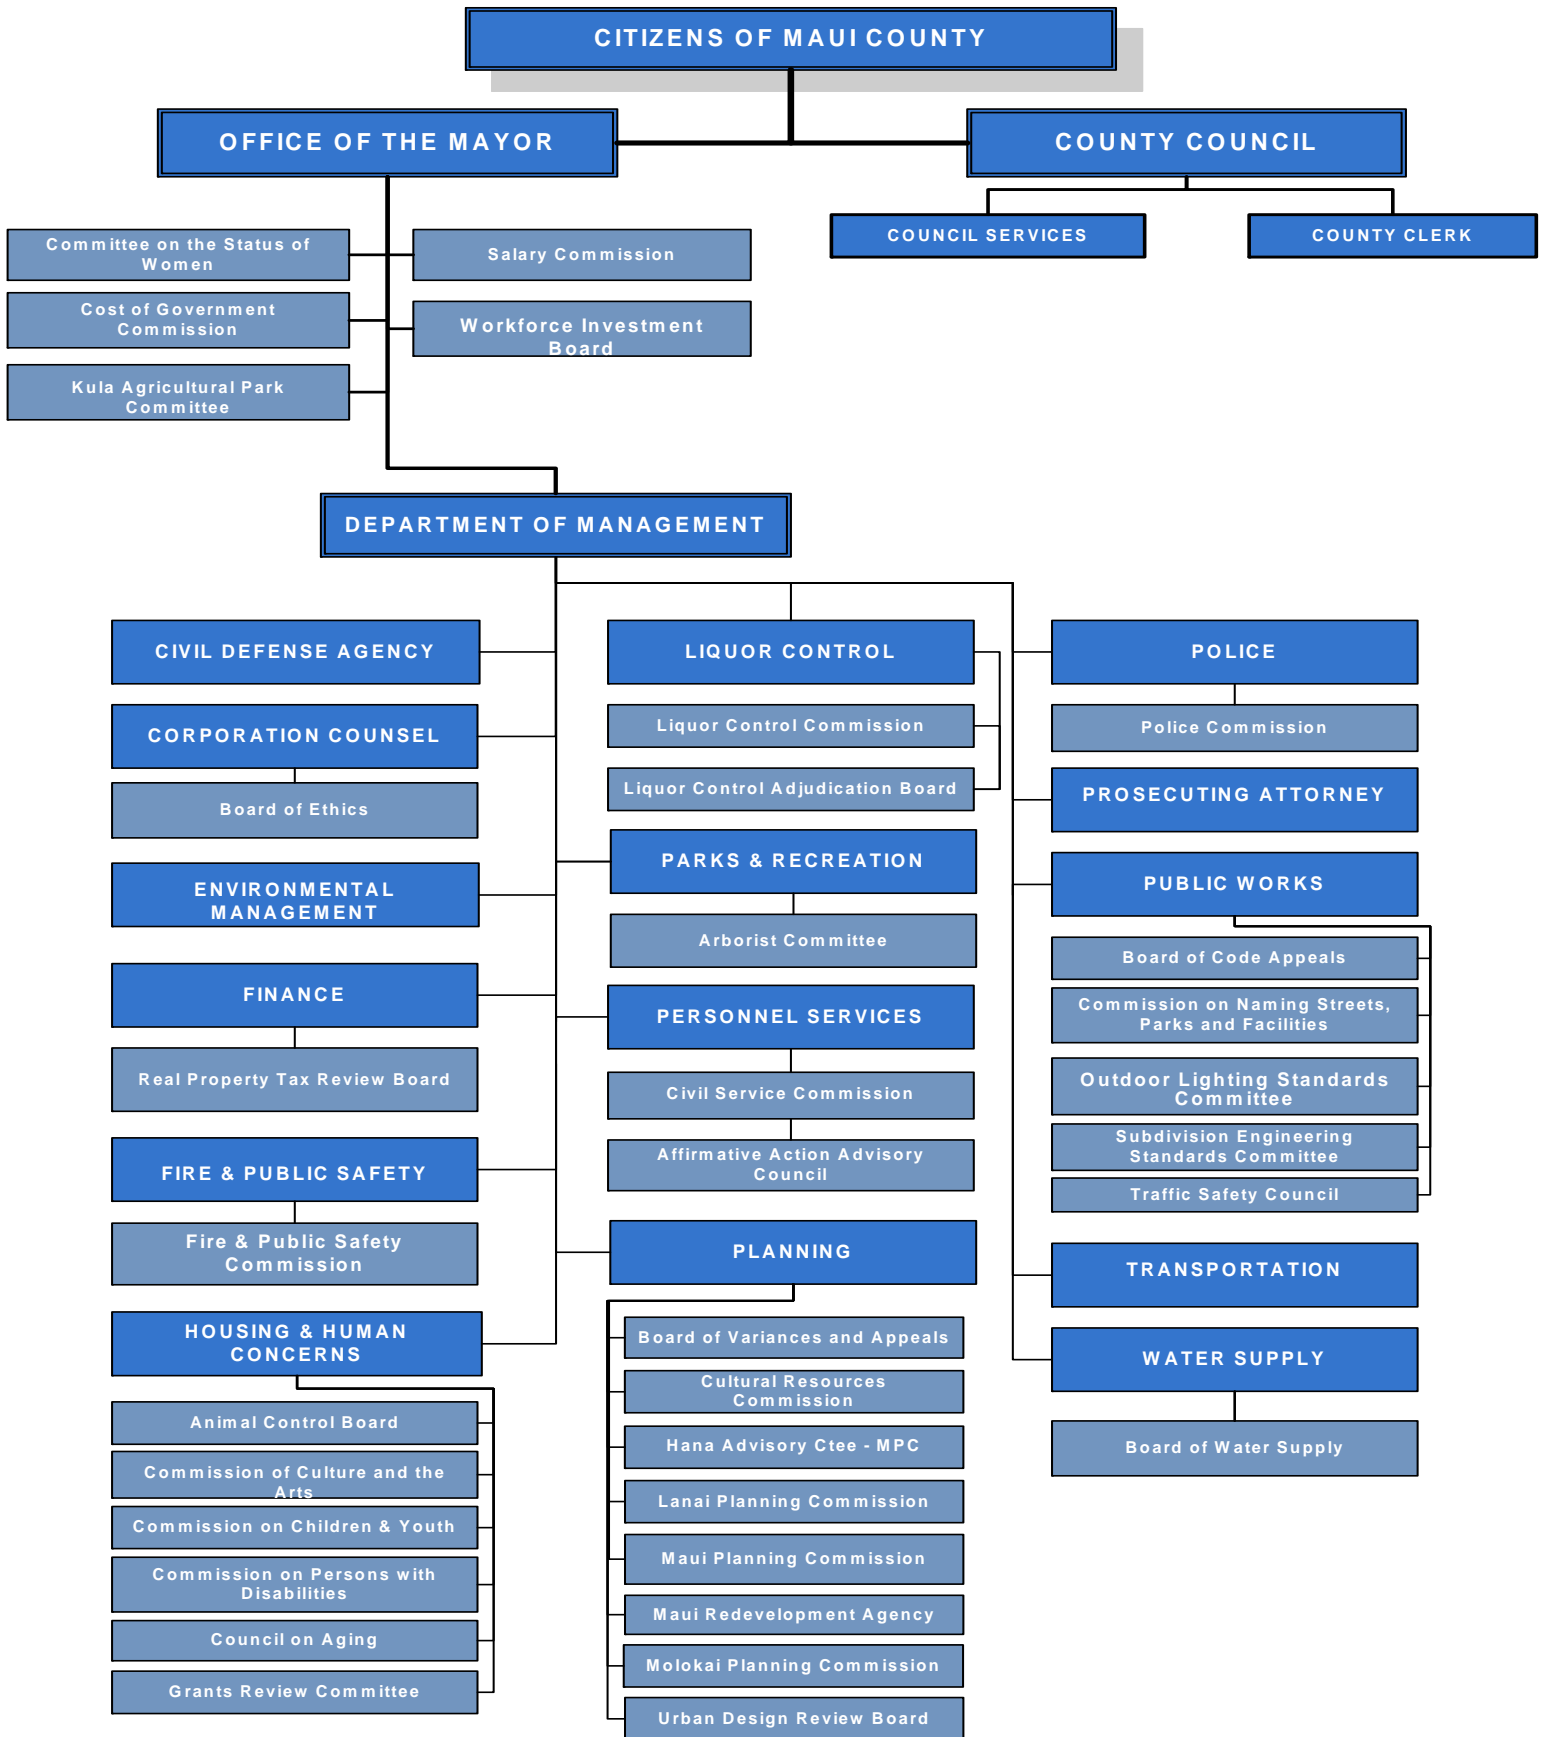 CITIZENS OF MAUI COUNTY
OFFICE OF THE MAYOR
COUNTY COUNCIL
COUNCIL SERVICES
COUNTY CLERK
Committee on the Status of
Women
Salary Commission
Cost of Government
Commission
Workforce Investment
Board
Kula Agricultural Park
Committee
DEPARTMENT OF MANAGEMENT
CIVIL DEFENSE AGENCY
CORPORATION COUNSEL
Board of Ethics
ENVIRONMENTAL
MANAGEMENT
FINANCE
Real Property Tax Review Board
FIRE & PUBLIC SAFETY
Fire & Public Safety
Commission
HOUSING & HUMAN
CONCERNS
Animal Control Board
Commission of Culture and the
Arts
Commission on Children & Youth
Commission on Persons with
Disabilities
Council on Aging
Grants Review Committee
LIQUOR CONTROL
Liquor Control Commission
Liquor Control Adjudication Board
PARKS & RECREATION
Arborist Committee
PERSONNEL SERVICES
Civil Service Commission
Affirmative Action Advisory
Council
PLANNING
Board of Variances and Appeals
Cultural Resources
Commission
Hana Advisory Ctee - MPC
Lanai Planning Commission
Maui Planning Commission
Maui Redevelopment Agency
Molokai Planning Commission
Urban Design Review Board
POLICE
Police Commission
PROSECUTING ATTORNEY
PUBLIC WORKS
Board of Code Appeals
Commission on Naming Streets,
Parks and Facilities
Outdoor Lighting Standards
Committee
Subdivision Engineering
Standards Committee
Traffic Safety Council
TRANSPORTATION
WATER SUPPLY
Board of Water Supply